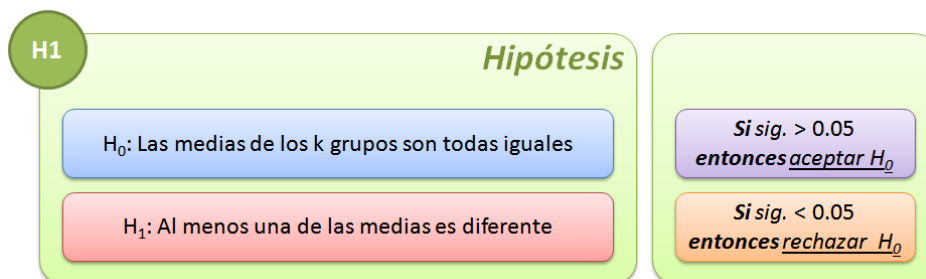 H1
Hipótesis
H₀: Las medias de los k grupos son todas iguales
Si sig. > 0.05
entonces aceptar H₀
H₁: Al menos una de las medias es diferente
Si sig. < 0.05
entonces rechazar H₀